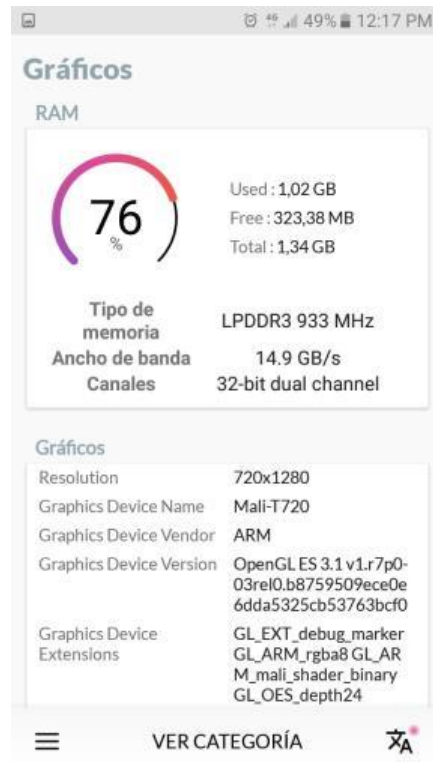 49% 12:17 PM
Gráficos
RAM
76
%
Used : 1,02 GB
Free : 323,38 MB
Total : 1,34 GB
Tipo de memoria LPDDR3 933 MHz
Ancho de banda 14.9 GB/s
Canales 32-bit dual channel
Gráficos
Resolution 720x1280
Graphics Device Name Mali-T720
Graphics Device Vendor ARM
Graphics Device Version OpenGL ES 3.1 v1.r7p0-
03rel0.b8759509ece0e
6dda5325cb53763bcf0
Graphics Device GL_EXT_debug_marker
Extensions GL_ARM_rgba8 GL_AR
M_mali_shader_binary
GL_OES_depth24
VER CATEGORÍA